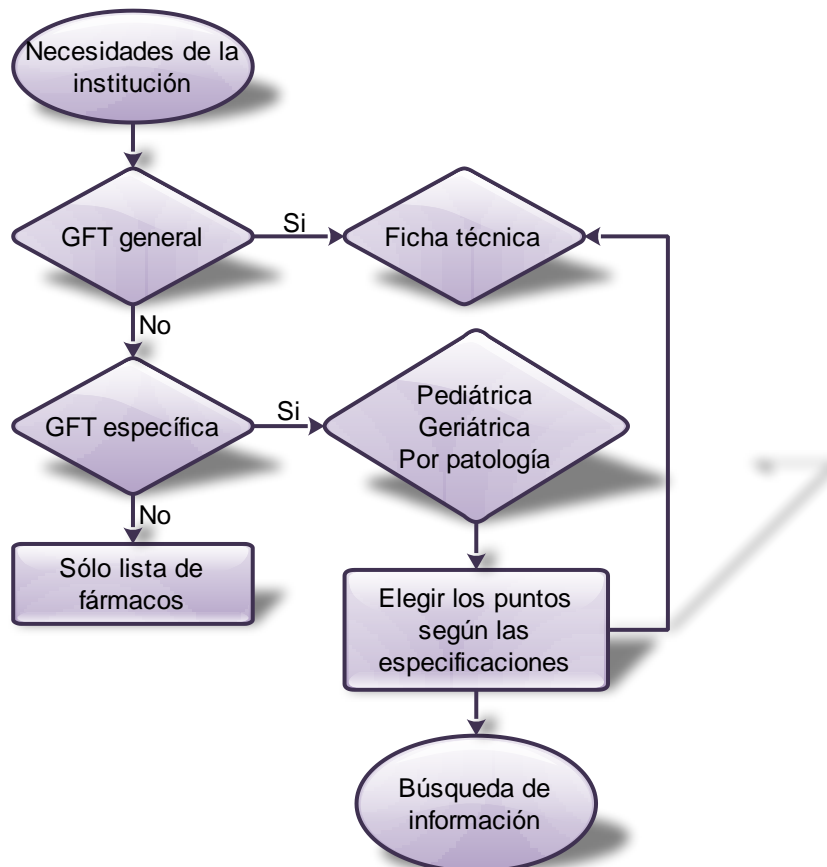 Necesidades de la
institución
GFT general
Si
Ficha técnica
No
GFT específica
Si
Pediátrica
Geriátrica
Por patología
No
Sólo lista de
fármacos
Elegir los puntos
según las
especificaciones
Búsqueda de
información